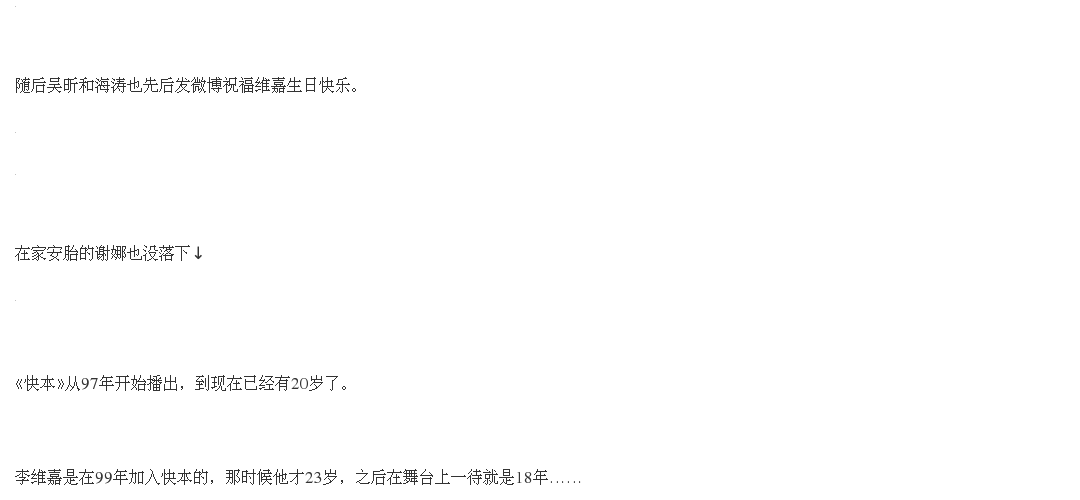 随后吴昕和海涛也先后发微博祝福维嘉生日快乐。
在家安胎的谢娜也没落下↓
《快本》从97年开始播出，到现在已经有20岁了。
李维嘉是在99年加入快本的，那时候他才23岁，之后在舞台上一待就是18年……